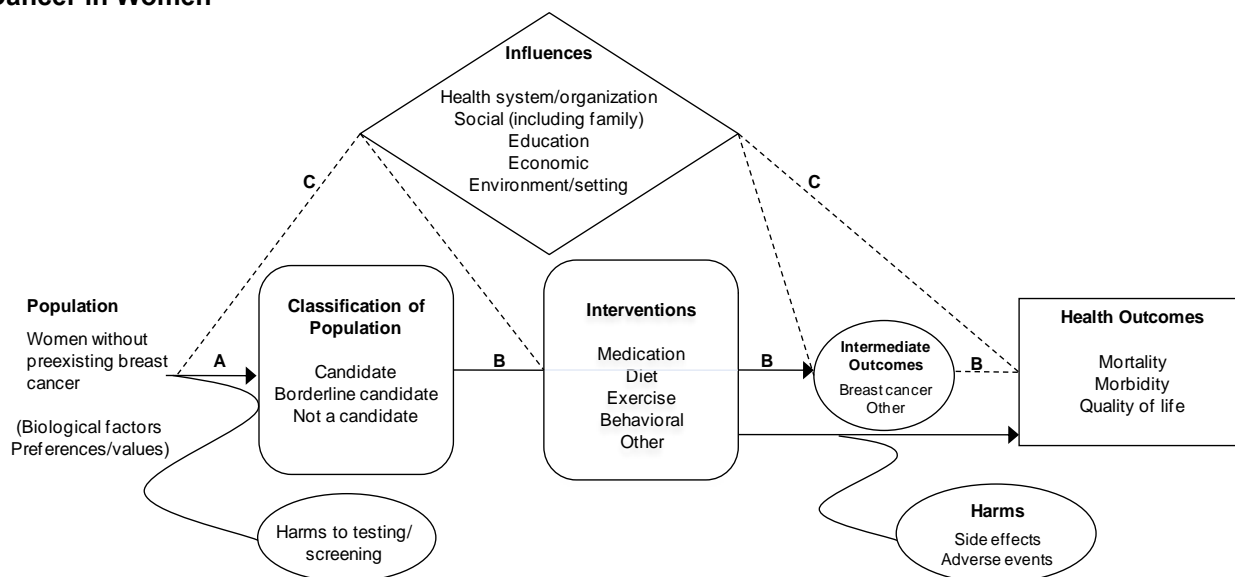 Cancer in Women
Influences
Health system/organization
Social (including family)
Education
Economic
Environment/setting
C
C
Population
Women without
preexisting breast
cancer
(Biological factors
Preferences/values)
A
Classification of
Population
Candidate
Borderline candidate
Not a candidate
B
Interventions
Medication
Diet
Exercise
Behavioral
Other
B
Intermediate
Outcomes
Breast cancer
Other
B
Health Outcomes
Mortality
Morbidity
Quality of life
Harms to testing/
screening
Harms
Side effects
Adverse events